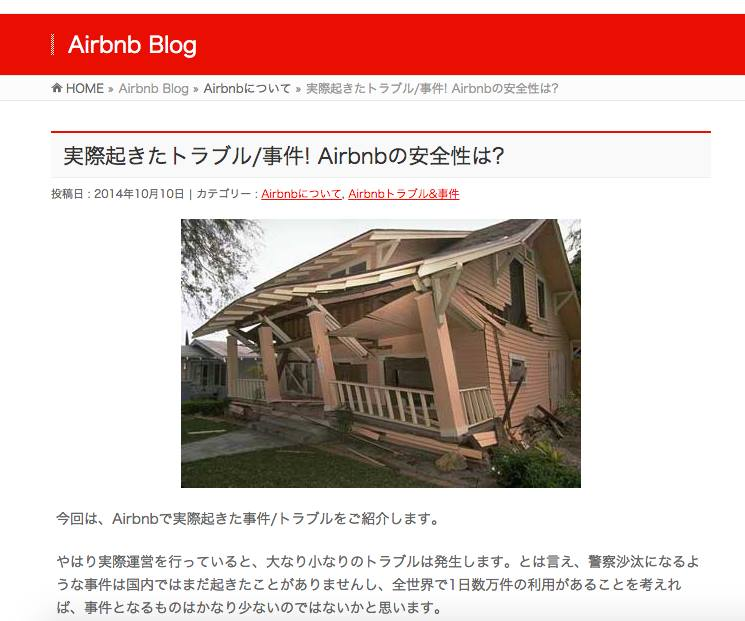 Airbnb Blog
HOME » Airbnb Blog » Airbnbについて » 実際起きたトラブル/事件! Airbnbの安全性は?
実際起きたトラブル/事件! Airbnbの安全性は?
投稿日 : 2014年10月10日 | カテゴリー : Airbnbについて, Airbnbトラブル&事件
今回は、Airbnbで実際起きた事件/トラブルをご紹介します。
やはり実際運営を行っていると、大なり小なりのトラブルは発生します。とは言え、警察沙汰になるよ
うな事件は国内ではまだ起きたことがありませんし、全世界で1日数万件の利用があることを考えれ
ば、事件となるものはかなり少ないのではないかと思います。